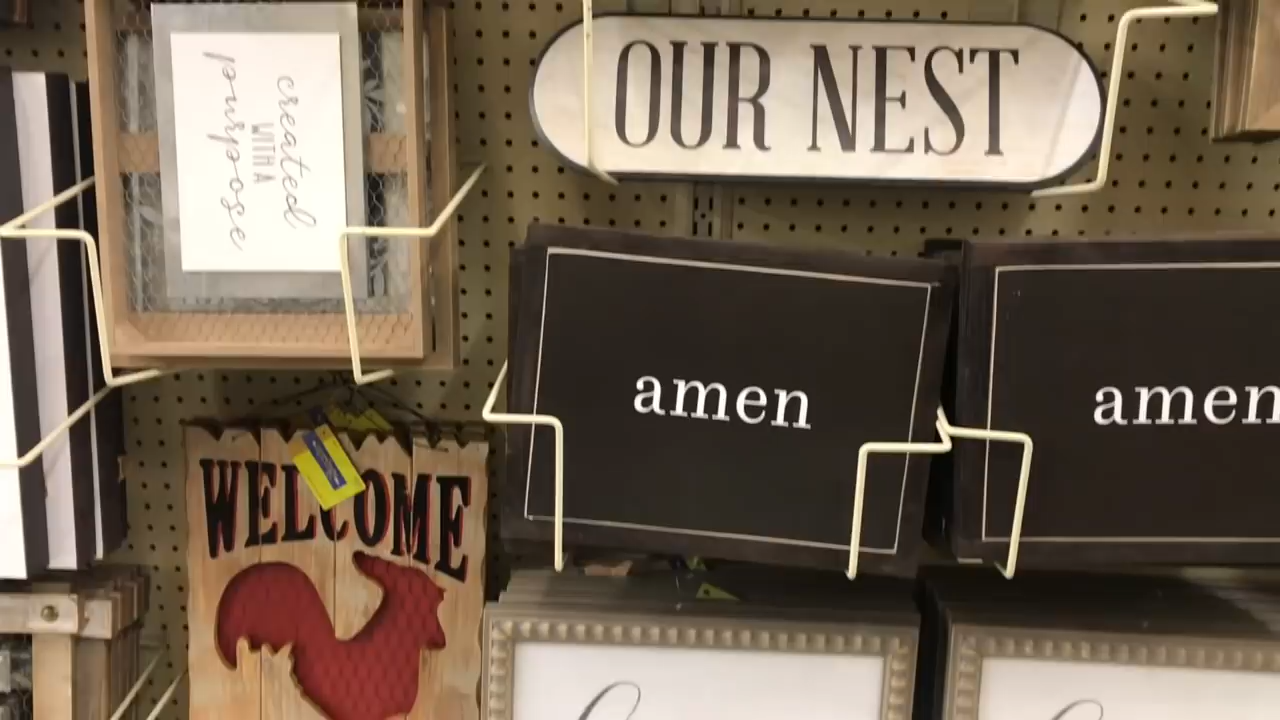 created
WITH A
purpose
OUR NEST
amen
amen
WELCOME